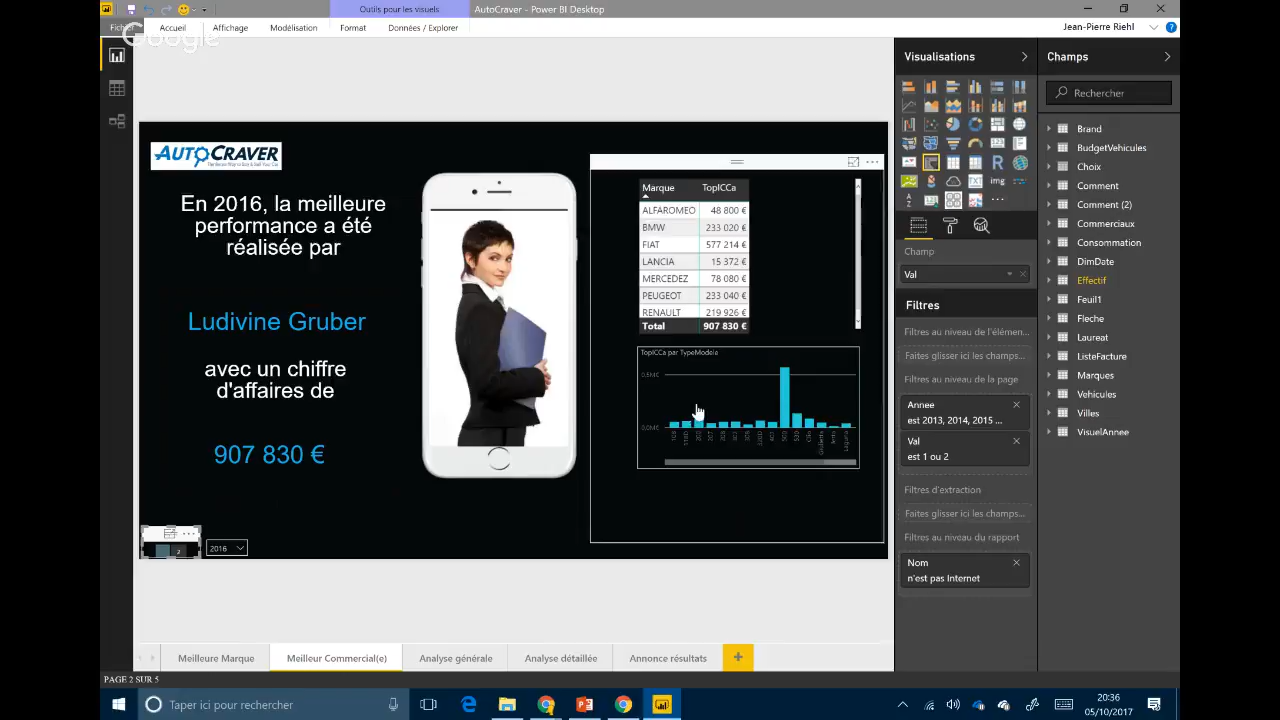 Outils pour les visuels
AutoCraver - Power BI Desktop
Fichier
Accueil
Affichage
Modélisation
Format
Données / Explorer
Jean-Pierre Riehl
Google
AUTOCRAVER
En 2016, la meilleure
performance a été
réalisée par
Ludivine Gruber
avec un chiffre
d'affaires de
907 830 €
2
2016
Marque TopICCa
ALFAROMEO 48 800 €
BMW 233 020 €
FIAT 577 214 €
LANCIA 15 372 €
MERCEDEZ 78 080 €
PEUGEOT 233 040 €
RENAULT 219 926 €
Total 907 830 €
TopICCa par TypeModele
0,5M€
0,0M€
Visualisations
Champ
Val
Filtres
Filtres au niveau de l'élémen...
Faites glisser ici les champs...
Filtres au niveau de la page
Annee
est 2013, 2014, 2015 ...
Val
est 1 ou 2
Filtres d'extraction
Faites glisser ici les champs...
Filtres au niveau du rapport
Nom
n'est pas Internet
Champs
Rechercher
Brand
BudgetVehicules
Choix
Comment
Comment (2)
Commerciaux
Consommation
DimDate
Effectif
Feuil1
Fleche
Laureat
ListeFacture
Marques
Vehicules
Villes
VisuelAnnee
Meilleure Marque
Meilleur Commercial(e)
Analyse générale
Analyse détaillée
Annonce résultats
PAGE 2 SUR 5
Taper ici pour rechercher
20:36
05/10/2017